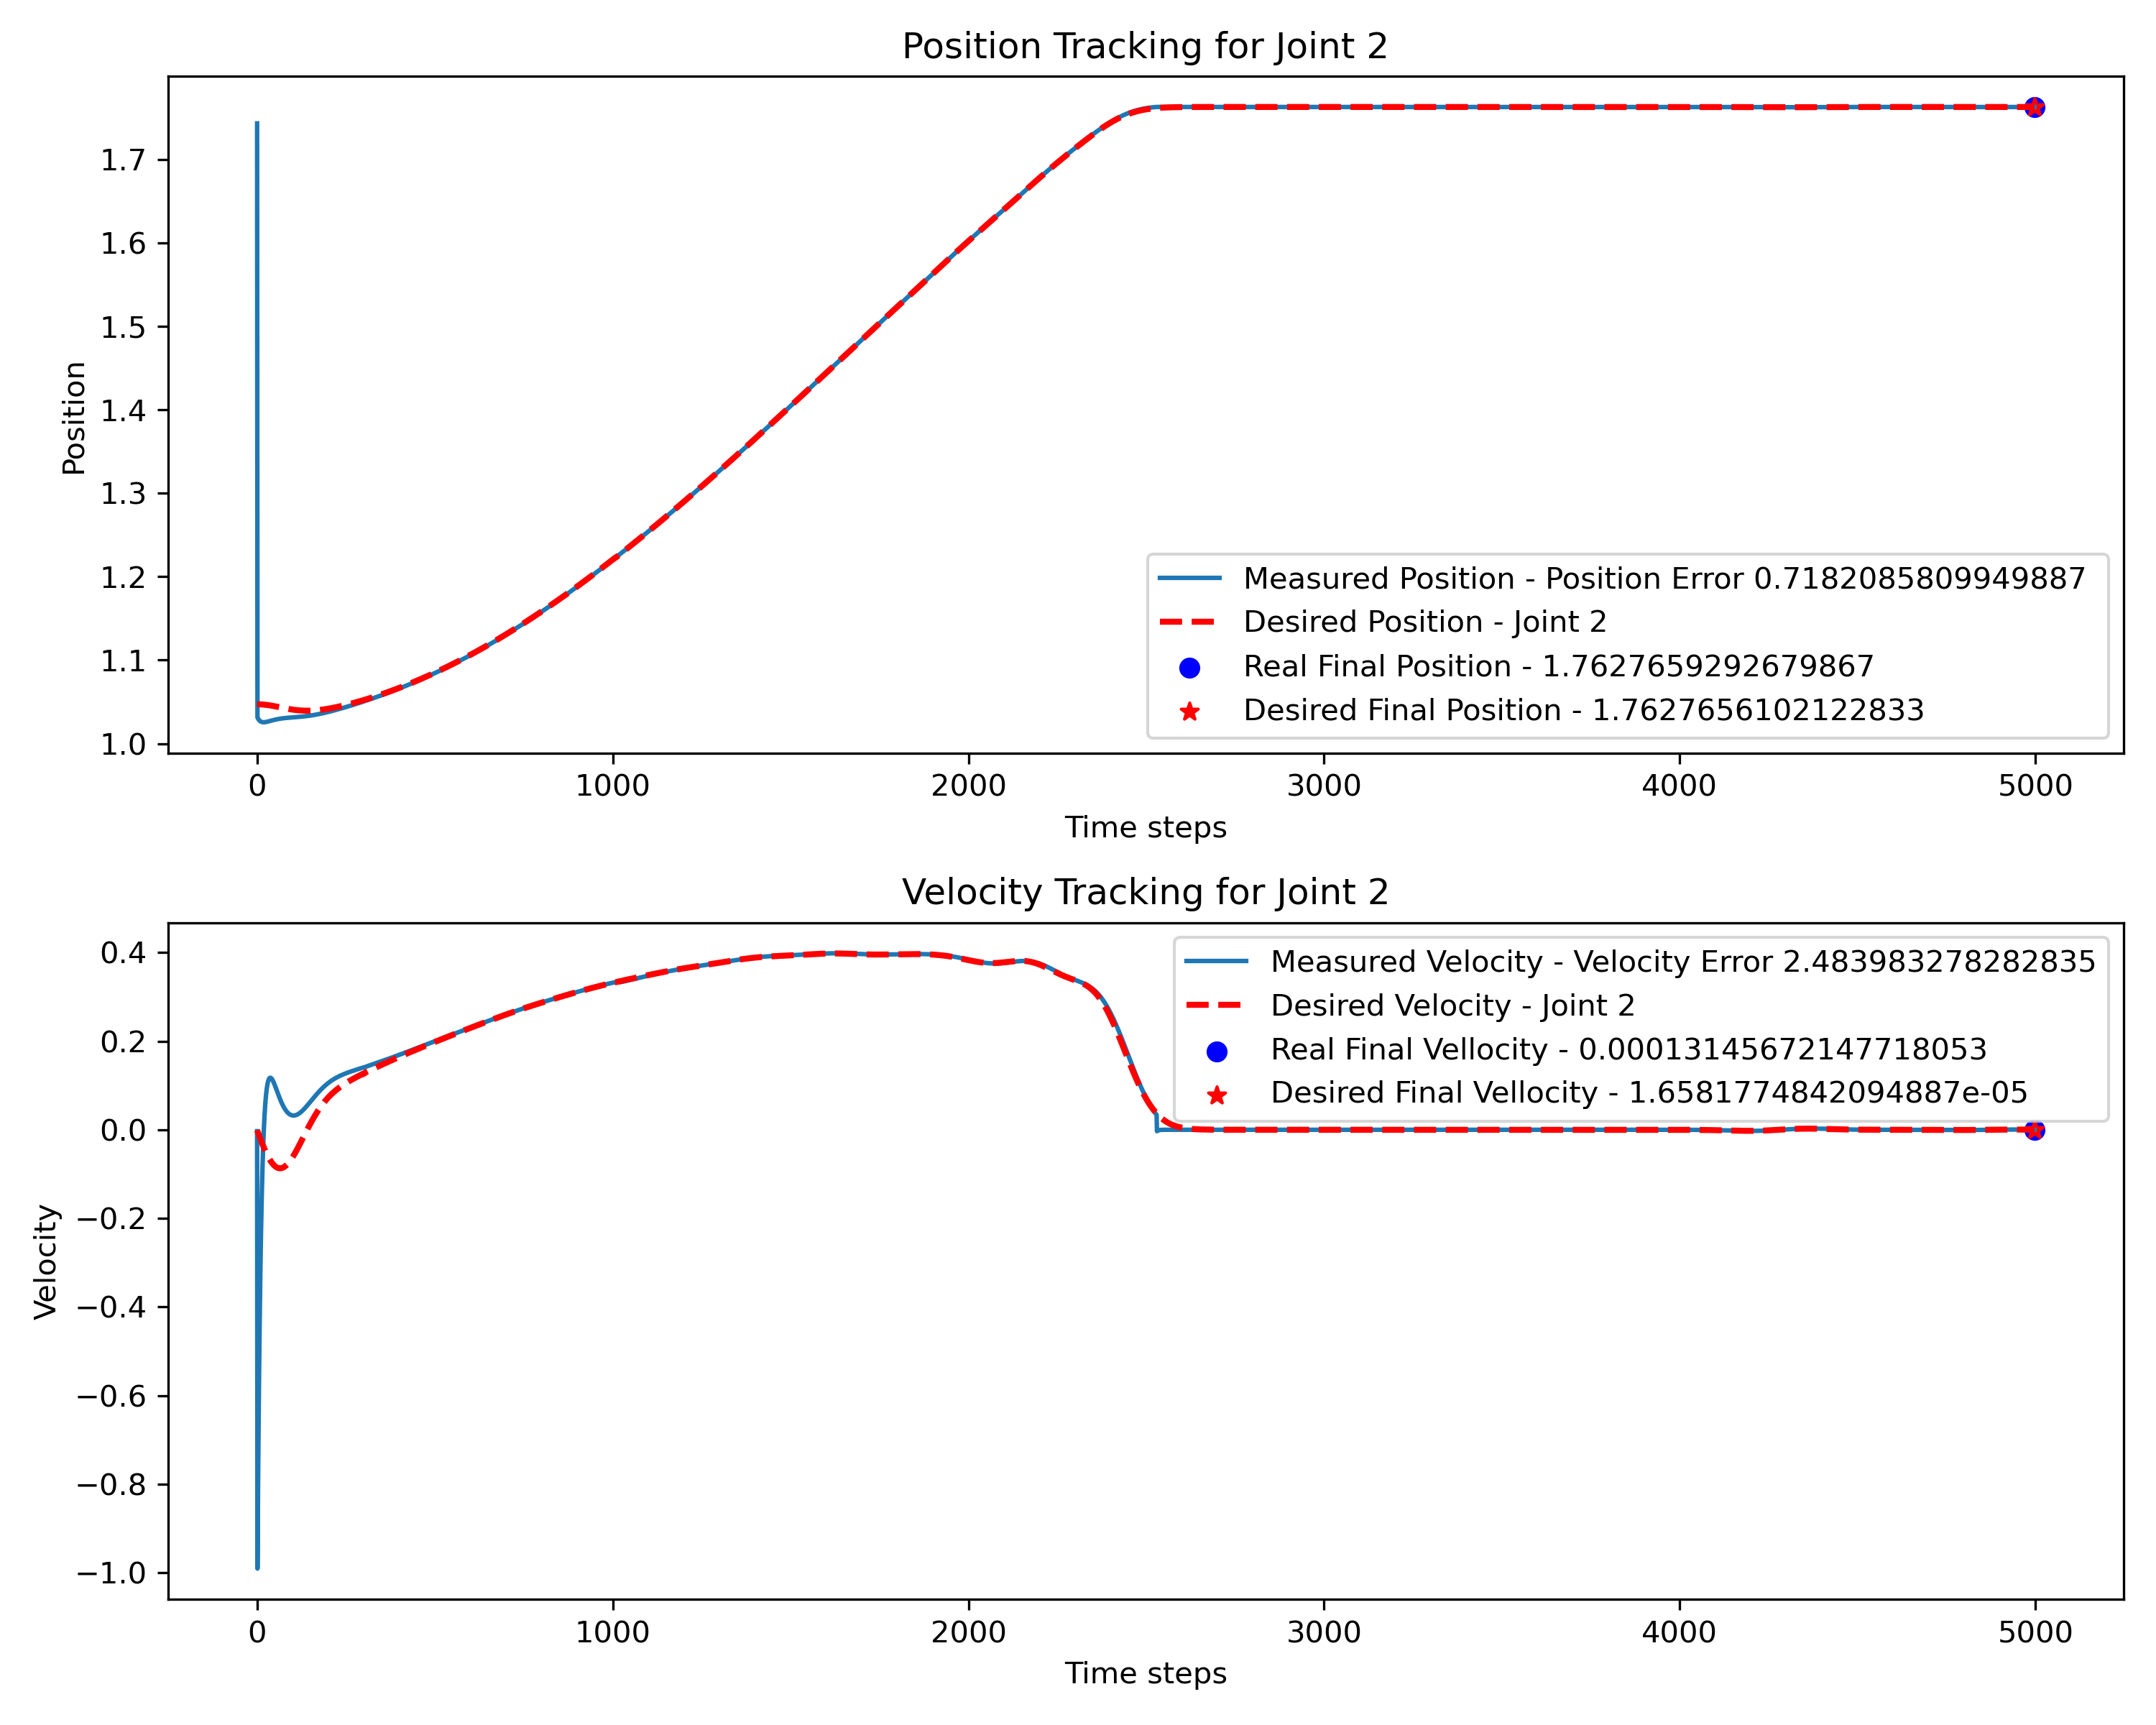 Position Tracking for Joint 2
Position
1.7
1.6
1.5
1.4
1.3
1.2
1.1
1.0
Measured Position - Position Error 0.7182085809949887
Desired Position - Joint 2
Real Final Position - 1.7627659292679867
Desired Final Position - 1.7627656102122833
0 1000 2000 3000 4000 5000
Time steps
Velocity Tracking for Joint 2
Velocity
0.4
0.2
0.0
−0.2
−0.4
−0.6
−0.8
−1.0
Measured Velocity - Velocity Error 2.483983278282835
Desired Velocity - Joint 2
Real Final Vellocity - 0.00013145672147718053
Desired Final Vellocity - 1.6581774842094887e-05
0 1000 2000 3000 4000 5000
Time steps